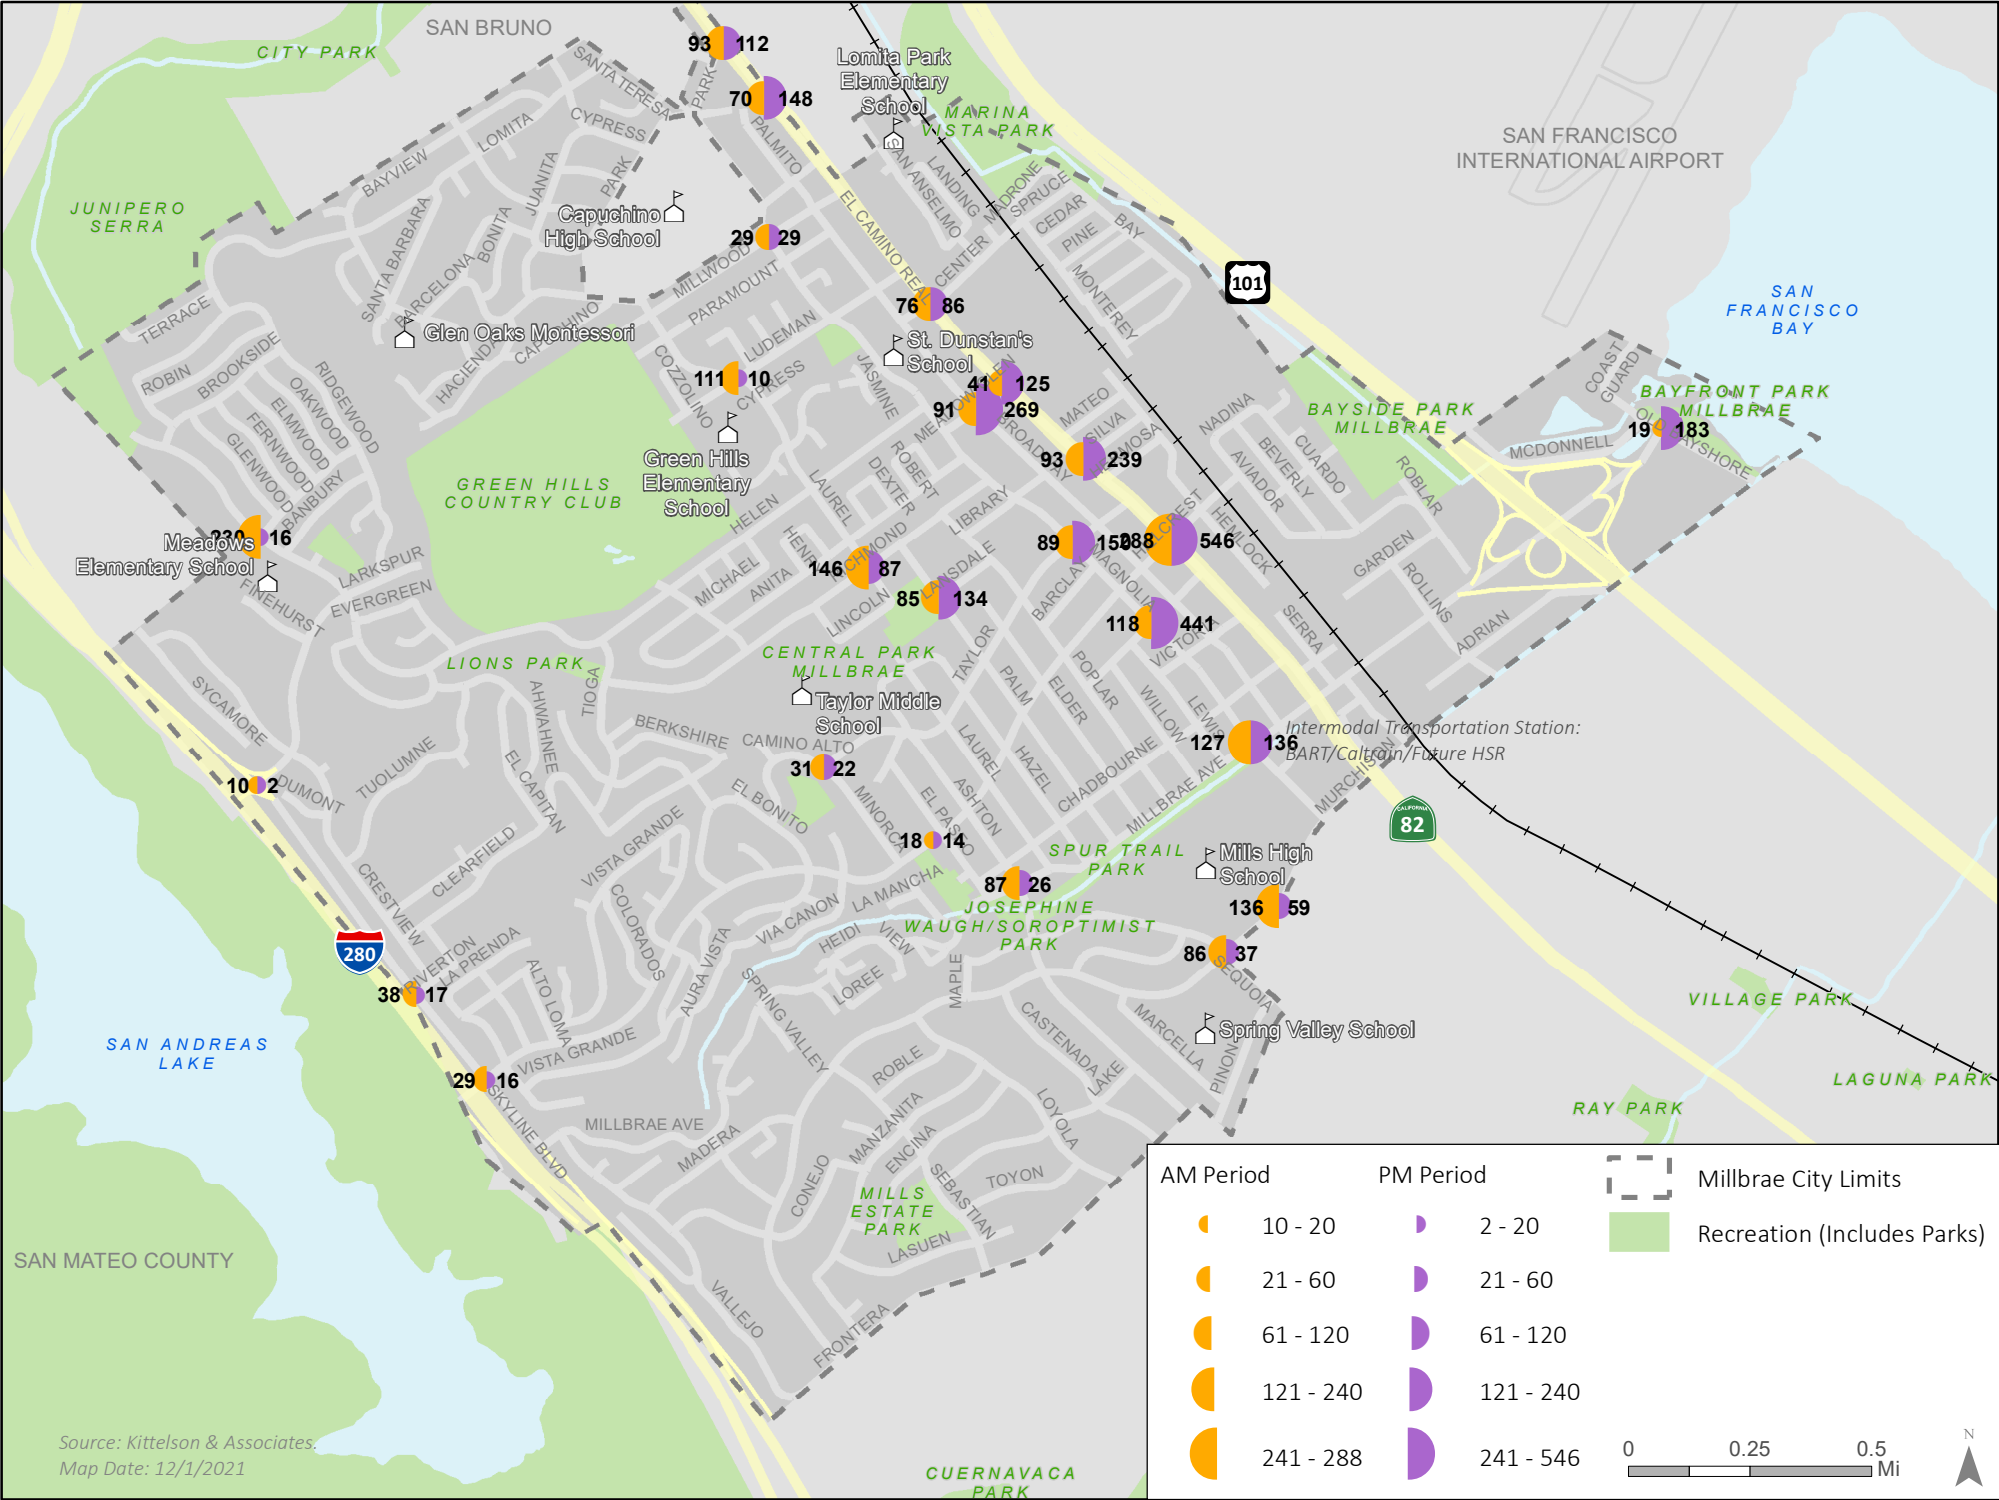 SAN BRUNO
CITY PARK
SANTA TERESA
PARK
93 112
70 148
Lomita Park
Elementary
School
MARINA
VISTA PARK
SAN FRANCISCO
INTERNATIONAL AIRPORT
LOMITA
CYPRESS
PALMITO
BAYVIEW
JUANITA
PARK
SAN ANSELMO
LANDING
MADRONE
SPRUCE
CEDAR
PINE
BAY
JUNIPERO
SERRA
SANTA BARBARA
BONITA
BARCELONA
Capuchino
High School
29 29
EL CAMINO REAL
CENTER
MONTEREY
101
SAN
FRANCISCO
BAY
TERRACE
MILLWOOD
PARAMOUNT
LUDEMAN
76 86
Glen Oaks Montessori
HACIENDA
CAPUCHINO
St. Dunstan's
School
ROBIN
BROOKSIDE
RIDGEWOOD
OAKWOOD
ELMWOOD
FERNWOOD
GLENWOOD
BANBURY
COZZOLINO
111 10
CYPRESS
JASMINE
41 125
91 269
MATEO
SILVA
NADINA
COAST
GUARD
BAYFRONT PARK
MILLBRAE
BAYSIDE PARK
MILLBRAE
19 183
MCDONNELL
GREEN HILLS
COUNTRY CLUB
Green Hills
Elementary
School
BROADWAY
93 239
BEVERLY
CUARDO
AVIADOR
ROBLAR
ROBERT
DEXTER
LAUREL
LIBRARY
HELEN
230 16
Meadows
Elementary School
LARKSPUR
EVERGREEN
FINEHURST
MICHAEL
ANITA
RICHMOND
146 87
LANSDALE
LINCOLN
85 134
89
288 546
HILLCREST
HEMLOCK
MAGNOLIA
BARCLAY
118 441
VICTORIA
SERRA
GARDEN
ROLLINS
ADRIAN
LIONS PARK
CENTRAL PARK
MILLBRAE
Taylor Middle
School
TAYLOR
PALM
POPLAR
ELDER
WILLOW
LEWIS
SYCAMORE
AHWAHNEE
TIOGA
BERKSHIRE
CAMINO ALTO
31 22
127 136
Intermodal Transportation Station:
BART/Caltrain/Future HSR
10 2
DUMONT
TUOLUMNE
EL CAPITAN
EL BONITO
MINORCA
EL PASEO
ASHTON
LAUREL
HAZEL
CHADBOURNE
MILLBRAE AVE
MURCHISON
CALIFORNIA
82
18 14
SPUR TRAIL
PARK
Mills High
School
CRESTVIEW
CLEARFIELD
VISTA GRANDE
COLORADOS
LA MANCHA
VIA CANON
HEIDI
VIEW
87 26
JOSEPHINE
WAUGH/SOROPTIMIST
PARK
136 59
86 37
SEQUOIA
280
RIVERTON
LA PRENDA
38 17
ALTO LOMA
AURA VISTA
SPRING VALLEY
LOREE
MAPLE
CASTENADA
MARCELLA
LAKE
PINON
Spring Valley School
VILLAGE PARK
SAN ANDREAS
LAKE
29 16
VISTA GRANDE
SKYLINE BLVD
ROBLE
LOYOLA
LAGUNA PARK
RAY PARK
MILLBRAE AVE
MADERA
MANZANITA
ENCINA
CONEJO
SEBASTIAN
TOYON
MILLS
ESTATE
PARK
LASUEN
SAN MATEO COUNTY
VALLEJO
FRONTERA
CUERNAVACA
PARK
Source: Kittelson & Associates.
Map Date: 12/1/2021
AM Period PM Period
10 - 20 2 - 20
21 - 60 21 - 60
61 - 120 61 - 120
121 - 240 121 - 240
241 - 288 241 - 546
Millbrae City Limits
Recreation (Includes Parks)
0 0.25 0.5
Mi
N